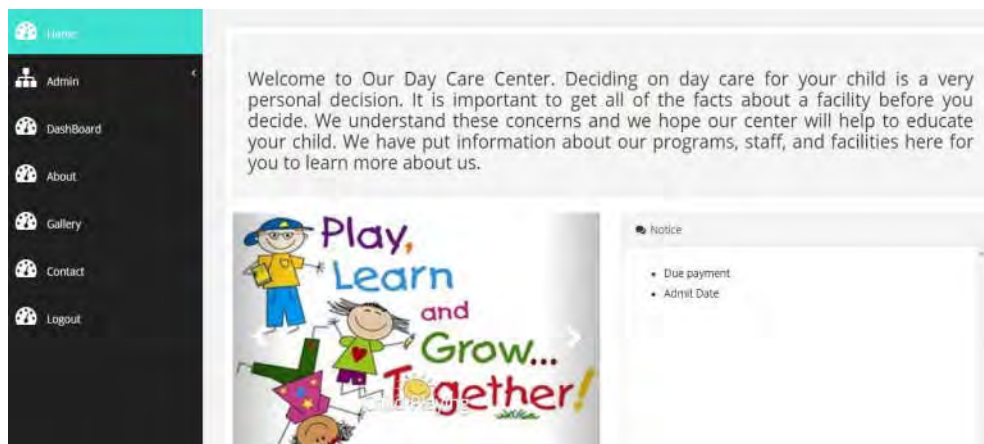 Home
Admin
DashBoard
About
Gallery
Contact
Logout
Welcome to Our Day Care Center. Deciding on day care for your child is a very
personal decision. It is important to get all of the facts about a facility before you
decide. We understand these concerns and we hope our center will help to educate
your child. We have put information about our programs, staff, and facilities here for
you to learn more about us.
Play,
Learn
and
Grow...
Together!
Child Playing
Notice
Due payment
Admit Date